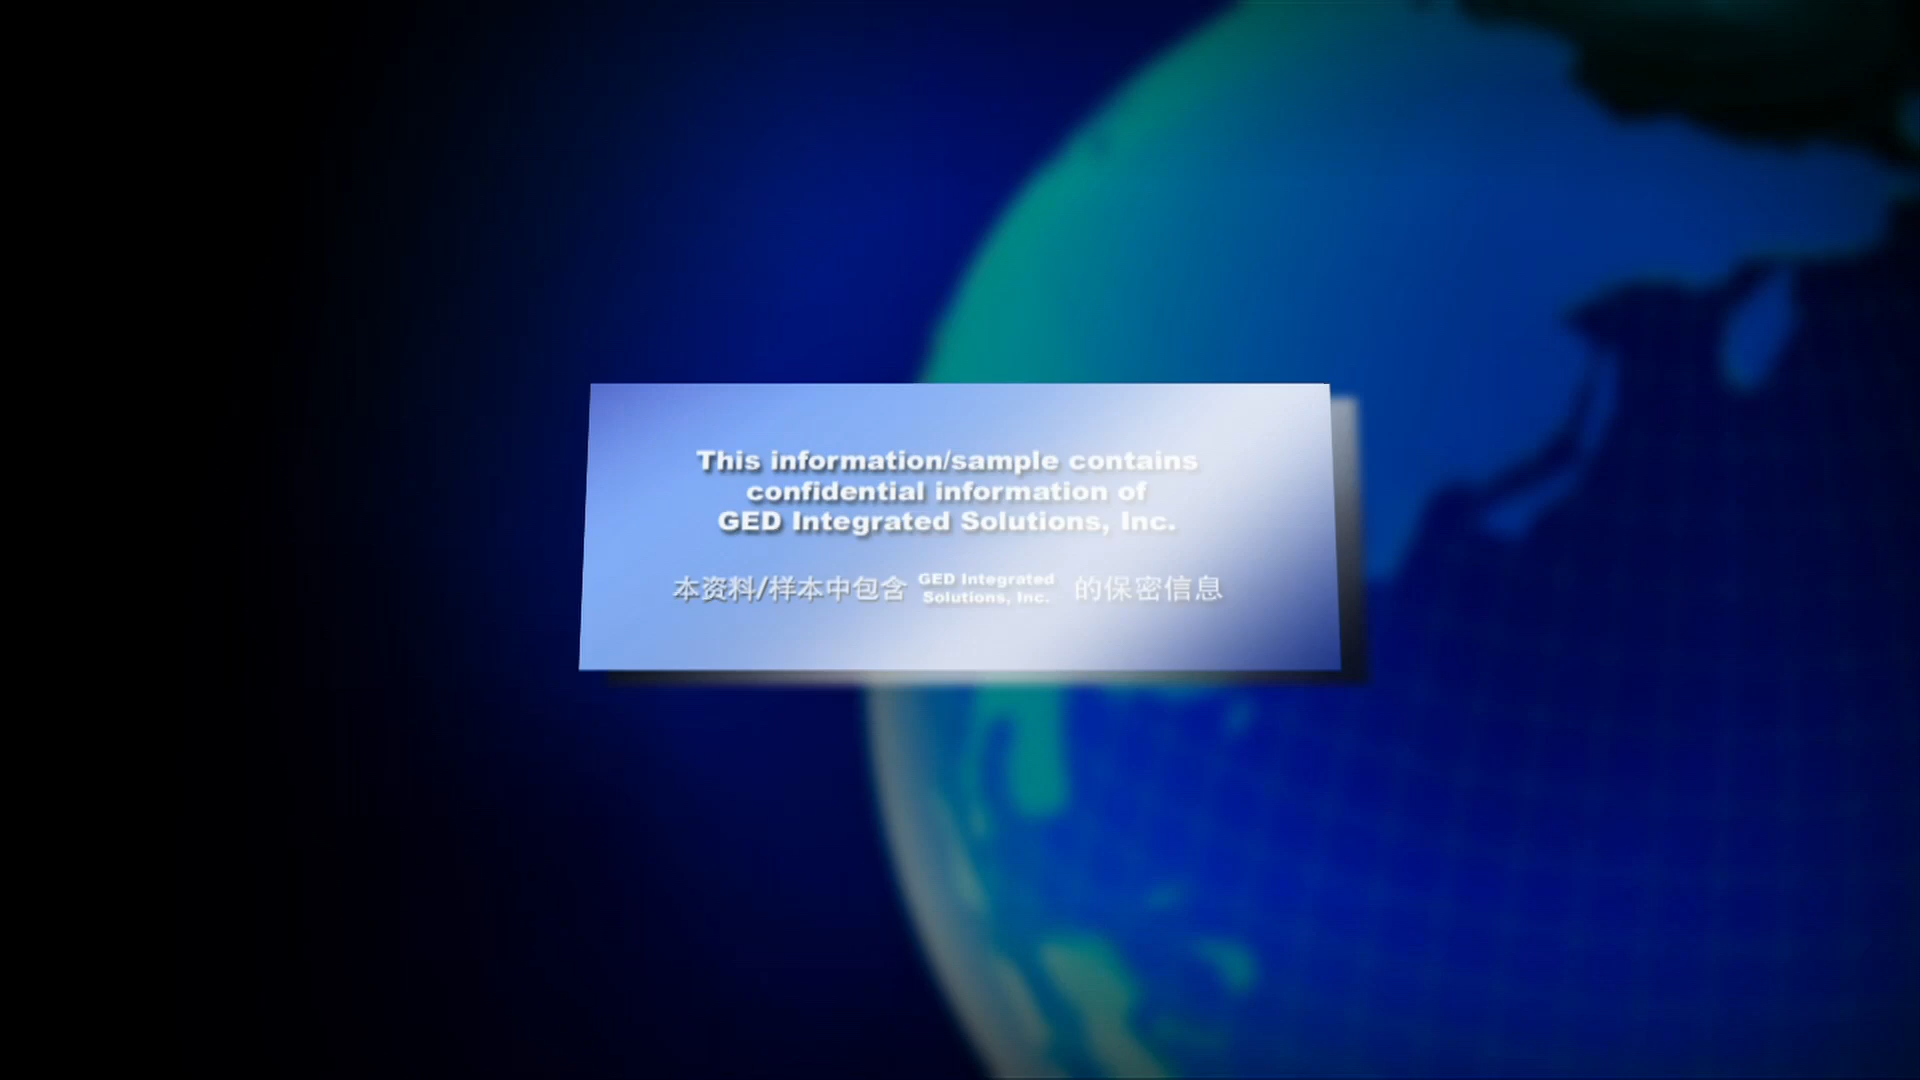 This information/sample contains
confidential information of
GED Integrated Solutions, Inc.
本资料/样本中包含 GED Integrated Solutions, Inc. 的保密信息